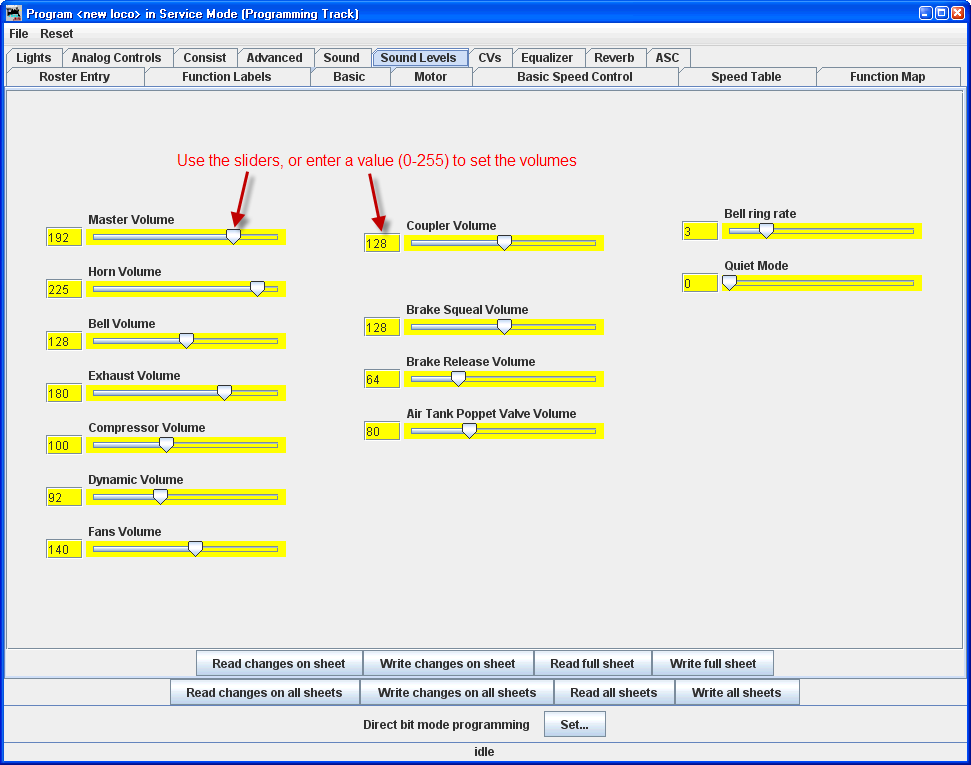 Program <new loco> in Service Mode (Programming Track)
File Reset
Lights Analog Controls Consist Advanced Sound Sound Levels CVs Equalizer Reverb ASC
Roster Entry Function Labels Basic Motor Basic Speed Control Speed Table Function Map
Use the sliders, or enter a value (0-255) to set the volumes
Master Volume
192
Horn Volume
225
Bell Volume
128
Exhaust Volume
180
Compressor Volume
100
Dynamic Volume
92
Fans Volume
140
Coupler Volume
128
Brake Squeal Volume
128
Brake Release Volume
64
Air Tank Poppet Valve Volume
80
Bell ring rate
3
Quiet Mode
0
Read changes on sheet Write changes on sheet Read full sheet Write full sheet
Read changes on all sheets Write changes on all sheets Read all sheets Write all sheets
Direct bit mode programming Set...
idle